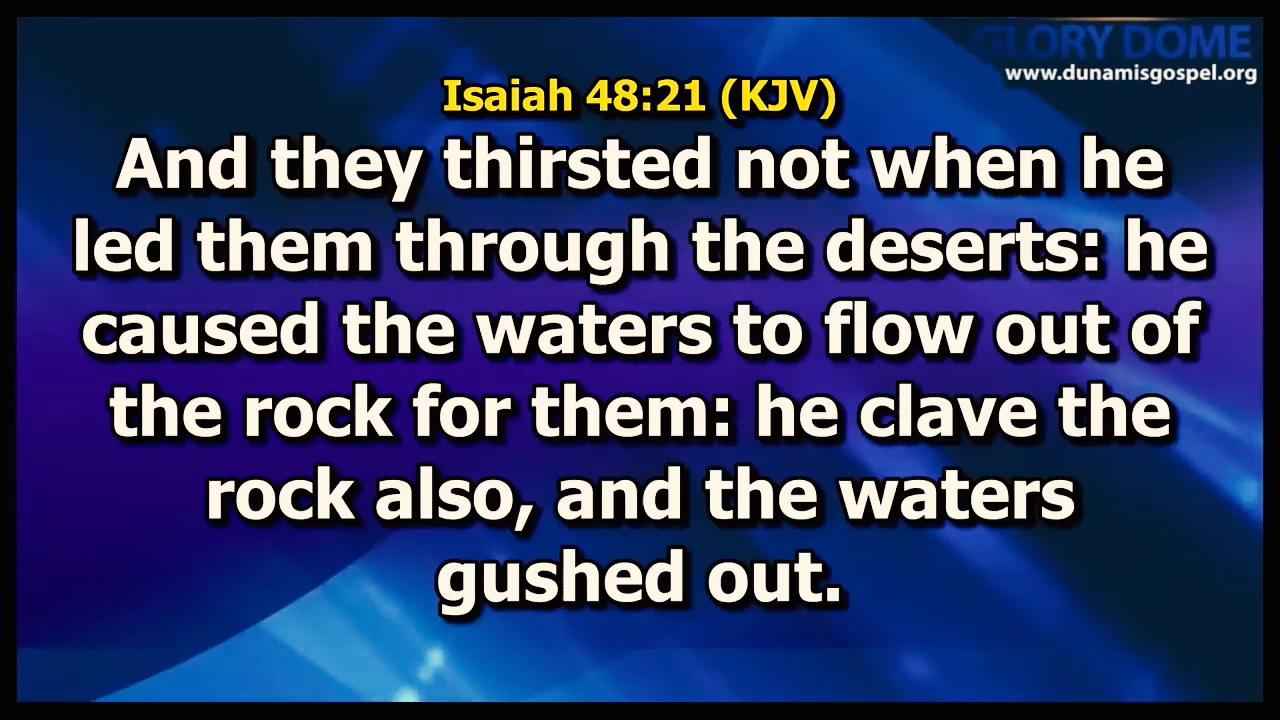 GLORY DOME
www.dunamisgospel.org
Isaiah 48:21 (KJV)
And they thirsted not when he
led them through the deserts: he
caused the waters to flow out of
the rock for them: he clave the
rock also, and the waters
gushed out.